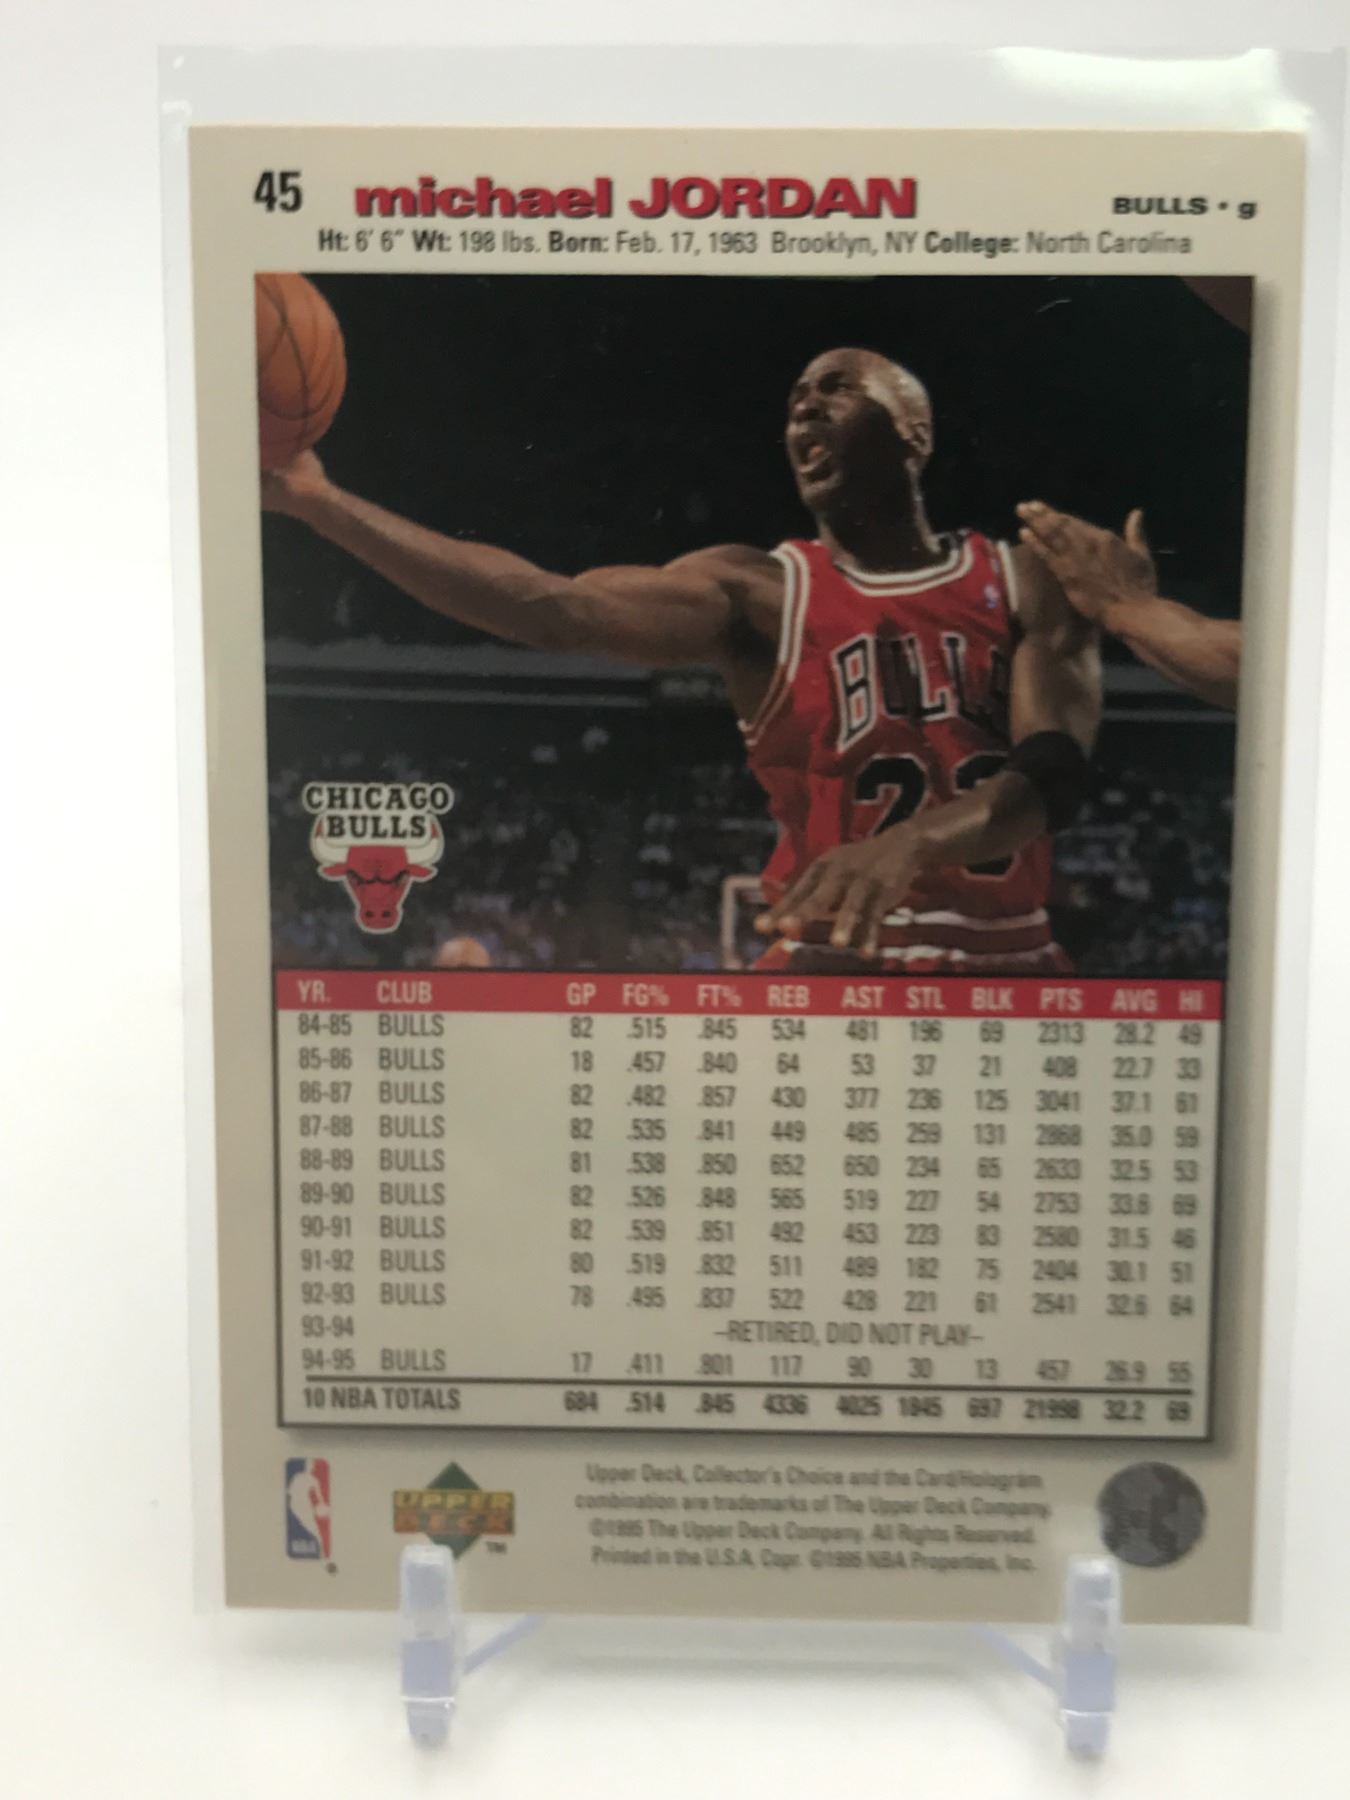 45 michael JORDAN BULLS • g
Ht: 6' 6" Wt: 198 lbs. Born: Feb. 17, 1963 Brooklyn, NY College: North Carolina
BULLS
23
CHICAGO
BULLS
YR. CLUB GP FG% FT% REB AST STL BLK PTS AVG HI
84-85 BULLS 82 .515 .845 534 481 196 69 2313 28.2 49
85-86 BULLS 18 .457 .840 64 53 37 21 408 22.7 33
86-87 BULLS 82 .482 .857 430 377 236 125 3041 37.1 61
87-88 BULLS 82 .535 .841 449 485 259 131 2868 35.0 59
88-89 BULLS 81 .538 .850 652 650 234 65 2633 32.5 53
89-90 BULLS 82 .526 .848 565 519 227 54 2753 33.6 69
90-91 BULLS 82 .539 .851 492 453 223 83 2580 31.5 46
91-92 BULLS 80 .519 .832 511 489 182 75 2404 30.1 51
92-93 BULLS 78 .495 .837 522 428 221 61 2541 32.6 64
93-94 –RETIRED, DID NOT PLAY–
94-95 BULLS 17 .411 .801 117 90 30 13 457 26.9 55
10 NBA TOTALS 684 .514 .845 4336 4025 1845 697 21998 32.2 69
NBA
UPPER
DECK
TM
Upper Deck, Collector's Choice and the Card/Hologram
combination are trademarks of The Upper Deck Company.
©1995 The Upper Deck Company. All Rights Reserved.
Printed in the U.S.A. Copr. ©1995 NBA Properties, Inc.